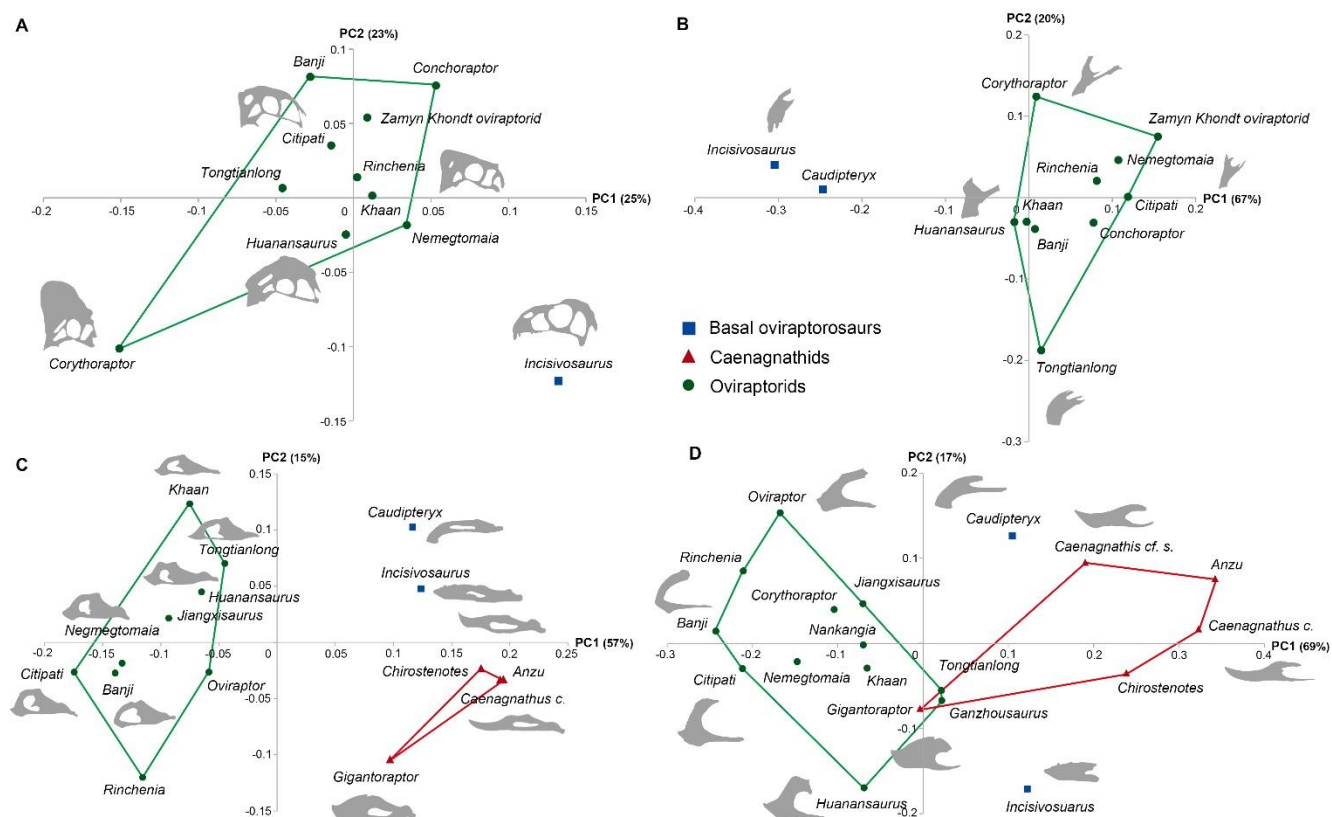 A
PC2 (23%)
0.1
Banji
Conchoraptor
0.05
Zamyn Khondt oviraptorid
Citipati
Rinchenia
Tongtianlong
PC1 (25%)
-0.2
-0.15
-0.1
-0.05
0
0.05
0.1
0.15
Khaan
Huanansaurus
Nemegtomaia
-0.05
-0.1
Corythoraptor
Incisivosaurus
-0.15
B
PC2 (20%)
0.2
Corythoraptor
0.1
Zamyn Khondt oviraptorid
Incisivosaurus
Caudipteryx
Nemegtomaia
Rinchenia
PC1 (67%)
-0.4
-0.3
-0.2
-0.1
0
0.1
0.2
Khaan
Citipati
Huanansaurus
Banji
Conchoraptor
-0.1
-0.2
Tongtianlong
-0.3
Basal oviraptorosaurs
Caenagnathids
Oviraptorids
C
PC2 (15%)
0.15
Khaan
0.1
Caudipteryx
Tongtianlong
0.05
Incisivosaurus
Huanansaurus
Jiangxisaurus
Negmegtomaia
PC1 (57%)
-0.2
-0.15
-0.1
-0.05
0
0.05
0.1
0.15
0.2
0.25
Citipati
Banji
Oviraptor
Chirostenotes
Anzu
Caenagnathus c.
-0.05
-0.1
Gigantoraptor
Rinchenia
-0.15
D
PC2 (17%)
0.2
Oviraptor
Caudipteryx
Caenagnathis cf. s.
0.1
Rinchenia
Anzu
Jiangxisaurus
Corythoraptor
Banji
Nankangia
Caenagnathus c.
PC1 (69%)
-0.3
-0.2
-0.1
0
0.1
0.2
0.3
0.4
Citipati
Nemegtomaia
Khaan
Tongtianlong
Chirostenotes
Gigantoraptor
Ganzhousaurus
-0.1
Huanansaurus
Incisivosuarus
-0.2